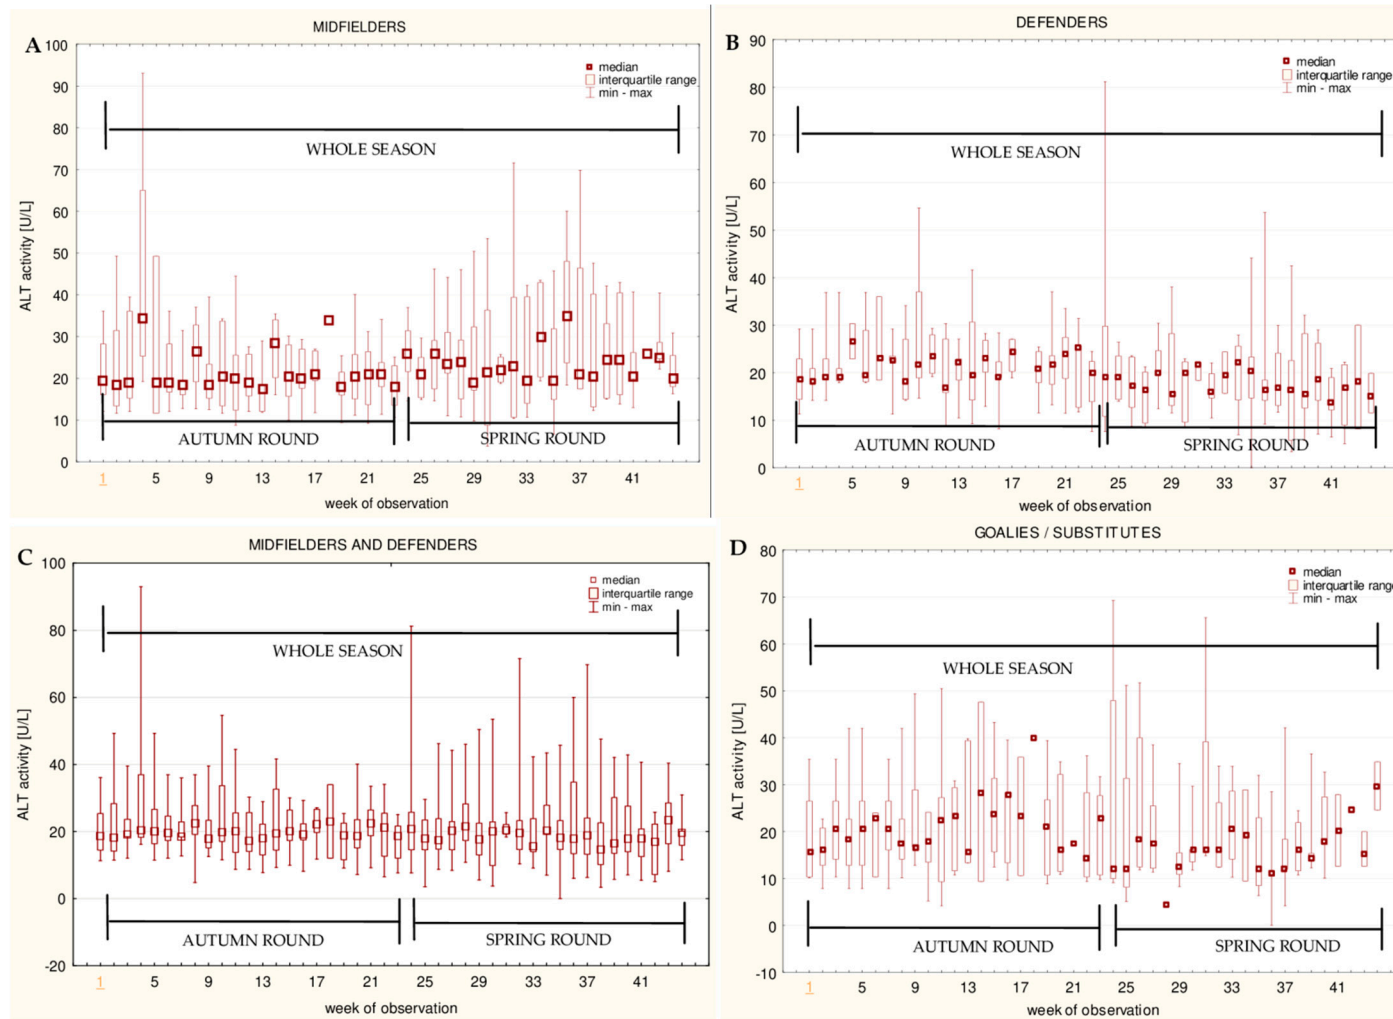 A
MIDFIELDERS
100
90
80
70
60
50
40
30
20
10
0
ALT activity [U/L]
median
interquartile range
min - max
WHOLE SEASON
AUTUMN ROUND
SPRING ROUND
1 5 9 13 17 21 25 29 33 37 41
week of observation
B
DEFENDERS
90
80
70
60
50
40
30
20
10
0
ALT activity [U/L]
median
interquartile range
min - max
WHOLE SEASON
AUTUMN ROUND
SPRING ROUND
1 5 9 13 17 21 25 29 33 37 41
week of observation
C
MIDFIELDERS AND DEFENDERS
100
80
60
40
20
0
-20
ALT activity [U/L]
median
interquartile range
min - max
WHOLE SEASON
AUTUMN ROUND
SPRING ROUND
1 5 9 13 17 21 25 29 33 37 41
week of observation
D
GOALIES / SUBSTITUTES
80
70
60
50
40
30
20
10
0
-10
ALT activity [U/L]
median
interquartile range
min - max
WHOLE SEASON
AUTUMN ROUND
SPRING ROUND
1 5 9 13 17 21 25 29 33 37 41
week of observation